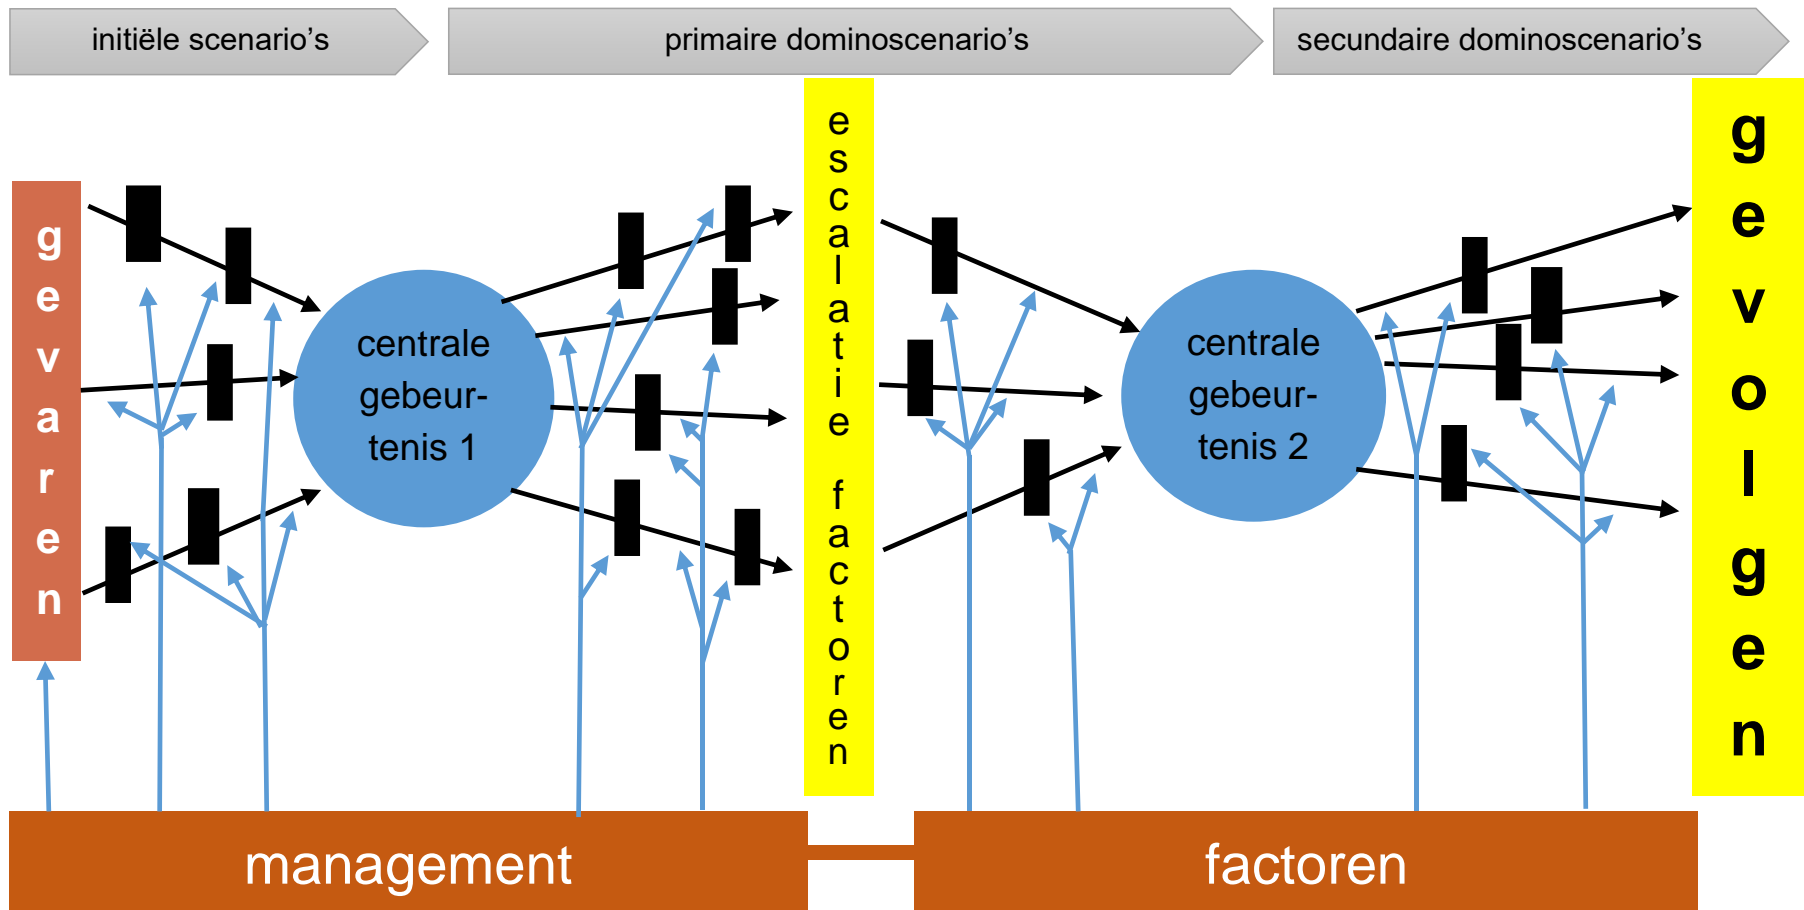 initiële scenario's
primaire dominoscenario's
secundaire dominoscenario's
gevaren
centrale
gebeur-
tenis 1
escalatie factoren
centrale
gebeur-
tenis 2
gevolgen
management
factoren